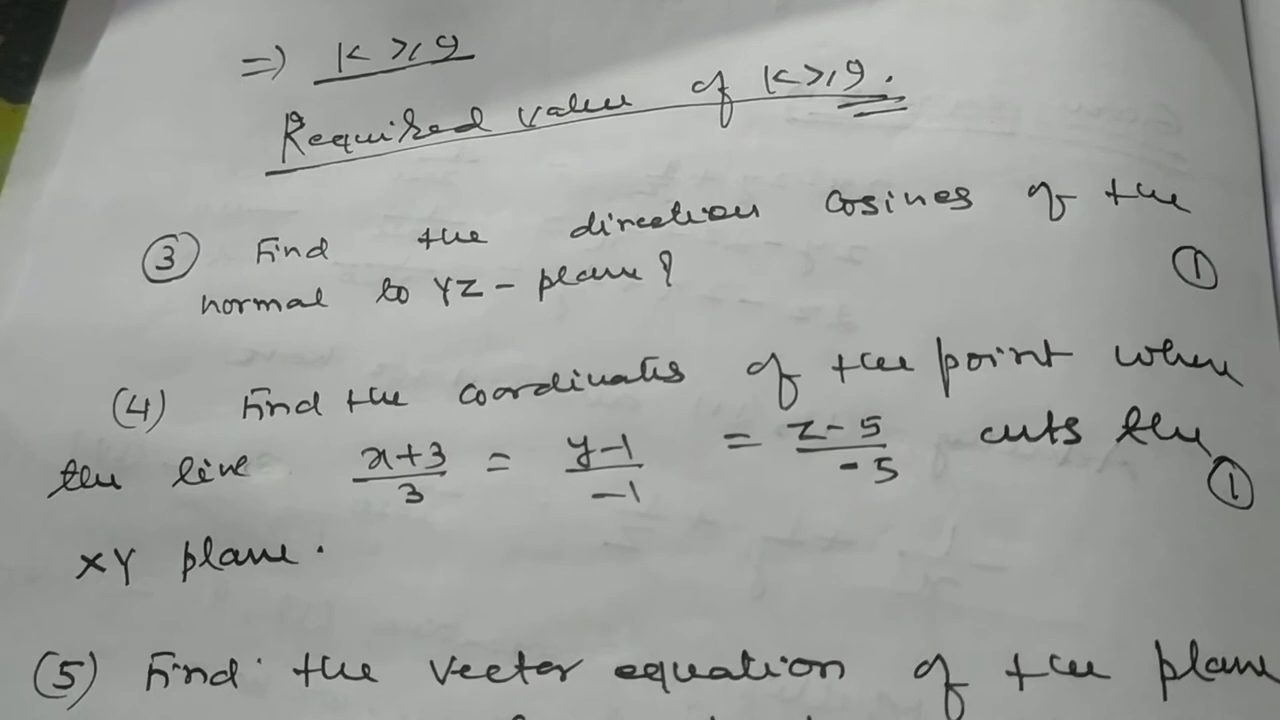 =) K ≥ 9
Required value of K ≥ 9.
(3) Find the direction cosines of the
normal to YZ - plane? (1)
(4) Find the coordinates of the point where
the line x+3/3 = y-1/-1 = z-5/-5 cuts the (1)
XY plane.
(5) Find the vector equation of the plane